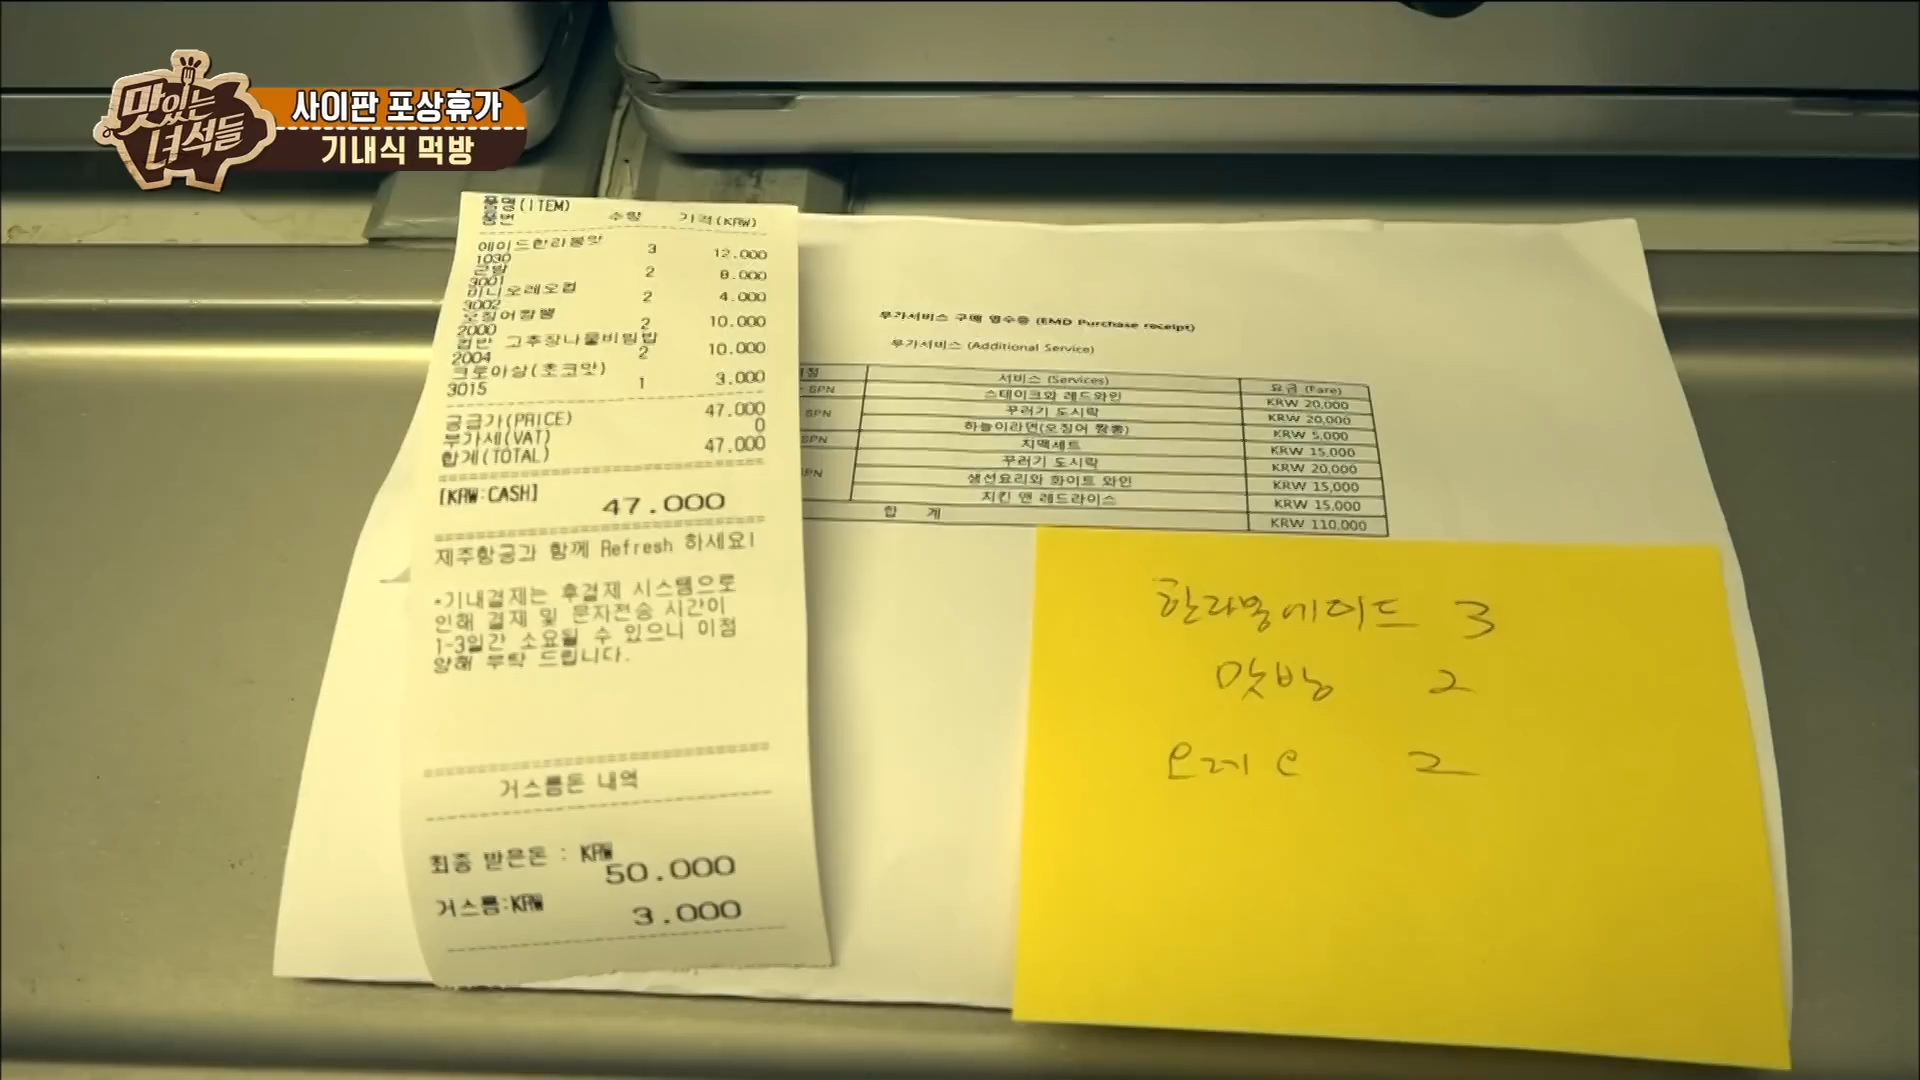 맛있는 녀석들
사이판 포상휴가
기내식 먹방
품명(ITEM)
품번 수량 가격(KRW)
에이드한라봉맛
1030 3 12.000
3001 2 8.000
미니오레오컵
3002 2 4.000
오징어짬뽕
2000 2 10.000
컵반 고추장나물비빔밥
2004 2 10.000
크로아상(초코맛)
3015 1 3.000
공급가(PRICE) 47.000
부가세(VAT) 0
합계(TOTAL) 47.000
[KRW:CASH]
47.000
제주항공과 함께 Refresh 하세요!
*기내결제는 후결제 시스템으로
인해 결제 및 문자전송 시간이
1-3일간 소요될 수 있으니 이점
양해 부탁 드립니다.
거스름돈 내역
최종 받은돈 : KRW
50.000
거스름:KRW
3.000
부가서비스 구매 영수증 (EMD Purchase receipt)
부가서비스 (Additional Service)
서비스 (Services) 요금 (Fare)
SPN 스테이크와 레드와인 KRW 20,000
SPN 꾸러기 도시락 KRW 20,000
하늘이라면(오징어 짬뽕) KRW 5,000
SPN 치맥세트 KRW 15,000
꾸러기 도시락 KRW 20,000
SPN 생선요리와 화이트 와인 KRW 15,000
치킨 앤 레드라이스 KRW 15,000
합 계 KRW 110,000
한라봉에이드 3
맛밤 2
오레오 2